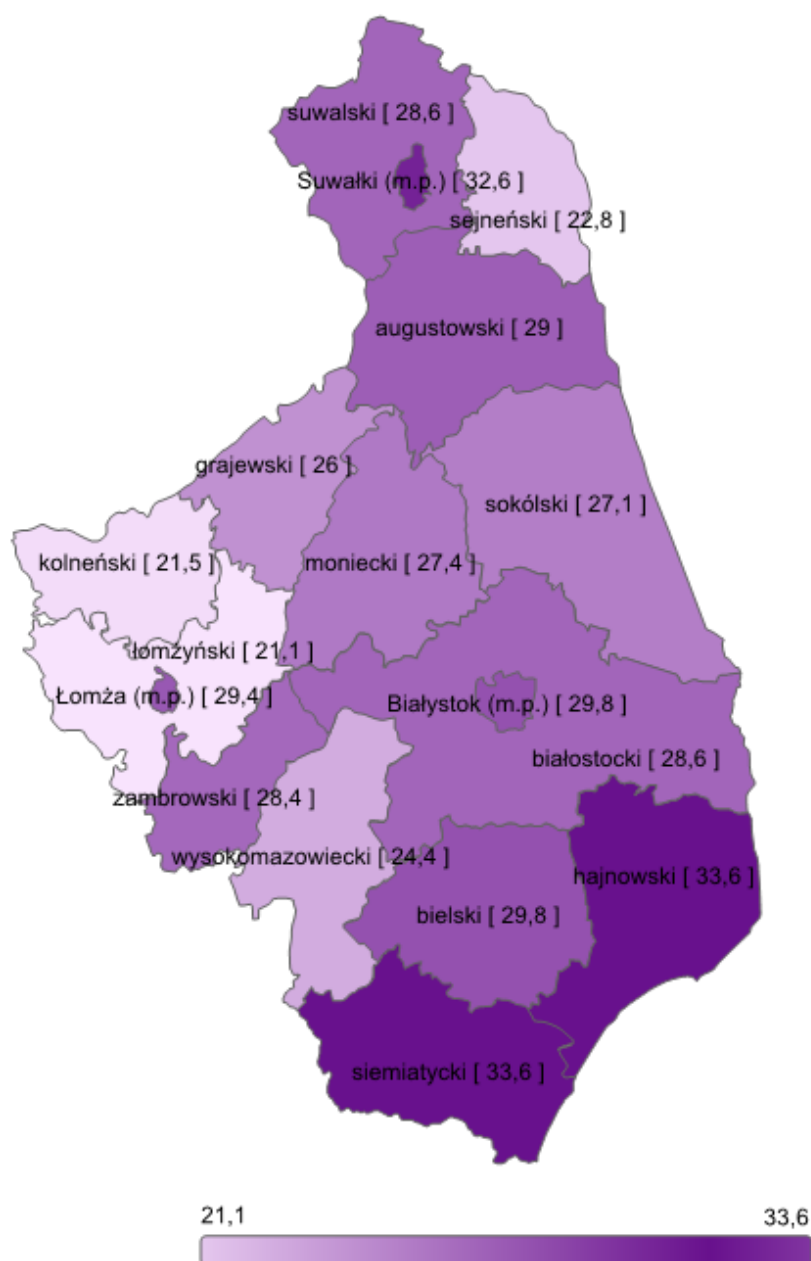 suwalski [ 28,6 ]
Suwałki (m.p.) [ 32,6 ]
sejneński [ 22,8 ]
augustowski [ 29 ]
grajewski [ 26 ]
sokólski [ 27,1 ]
kolneński [ 21,5 ]
moniecki [ 27,4 ]
łomżyński [ 21,1 ]
Łomża (m.p.) [ 29,4 ]
Białystok (m.p.) [ 29,8 ]
białostocki [ 28,6 ]
zambrowski [ 28,4 ]
wysokomazowiecki [ 24,4 ]
hajnowski [ 33,6 ]
bielski [ 29,8 ]
siemiatycki [ 33,6 ]
21,1
33,6